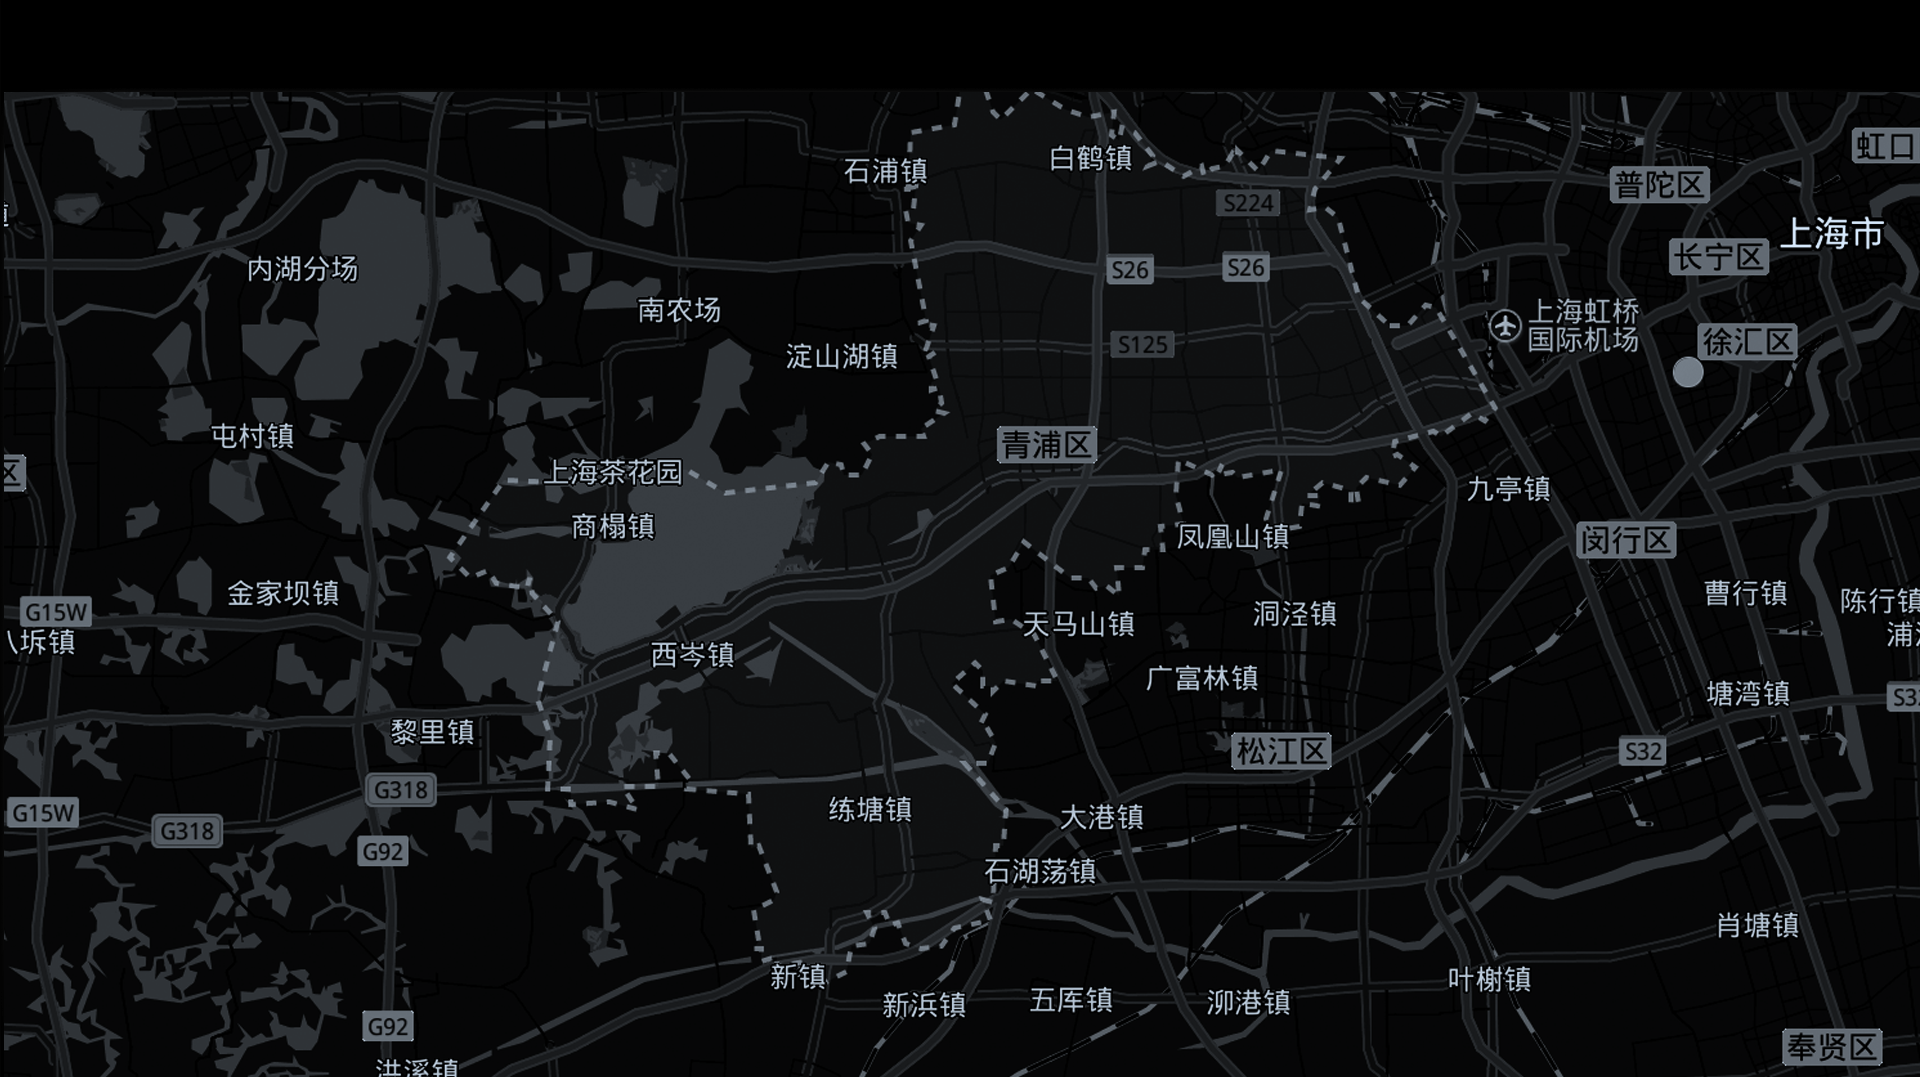 虹口
白鹤镇
石浦镇
普陀区
S224
上海市
长宁区
内湖分场
S26
S26
南农场
上海虹桥
国际机场
徐汇区
S125
淀山湖镇
屯村镇
青浦区
区
上海茶花园
九亭镇
商榻镇
凤凰山镇
闵行区
金家坝镇
曹行镇
陈行镇
G15W
天马山镇
洞泾镇
八坼镇
西岑镇
广富林镇
塘湾镇
黎里镇
松江区
S32
G318
G15W
练塘镇
大港镇
G318
G92
石湖荡镇
肖塘镇
新镇
叶榭镇
新浜镇
五厍镇
泖港镇
G92
奉贤区
洪溪镇